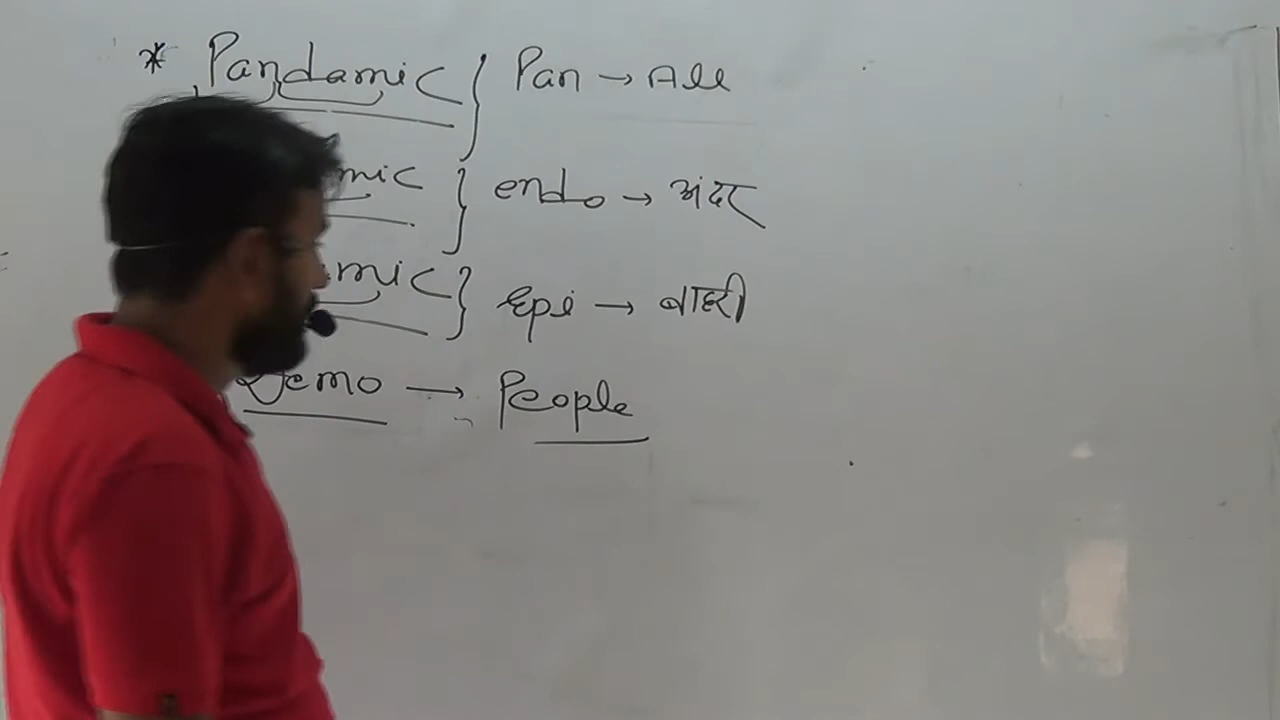 * Pandamic } Pan → All
mic } endo → अंदर
mic } Epi → बाहरी
Demo → People